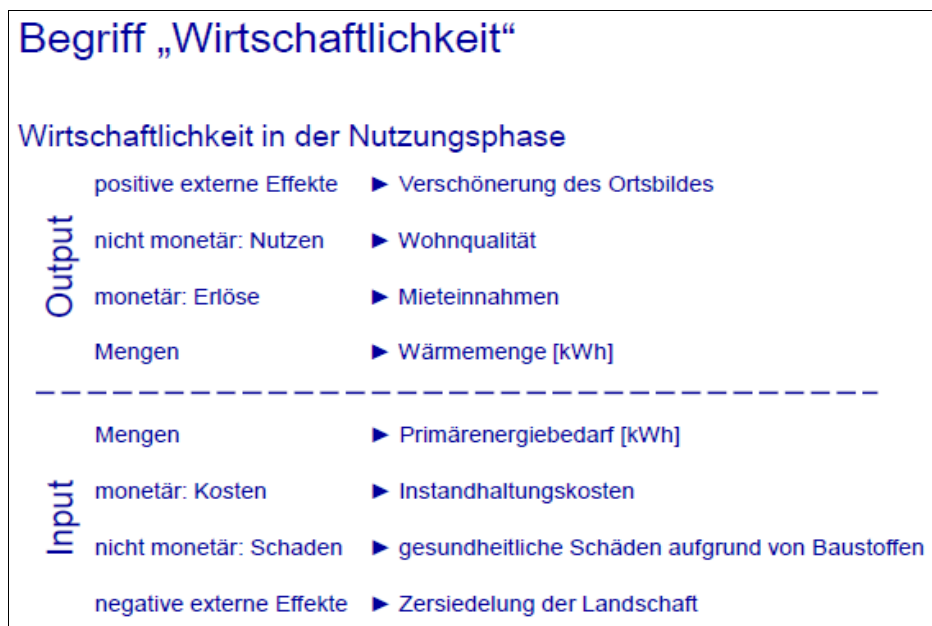 Begriff „Wirtschaftlichkeit“
Wirtschaftlichkeit in der Nutzungsphase
Output
positive externe Effekte ► Verschönerung des Ortsbildes
nicht monetär: Nutzen ► Wohnqualität
monetär: Erlöse ► Mieteinnahmen
Mengen ► Wärmemenge [kWh]
Input
Mengen ► Primärenergiebedarf [kWh]
monetär: Kosten ► Instandhaltungskosten
nicht monetär: Schaden ► gesundheitliche Schäden aufgrund von Baustoffen
negative externe Effekte ► Zersiedelung der Landschaft